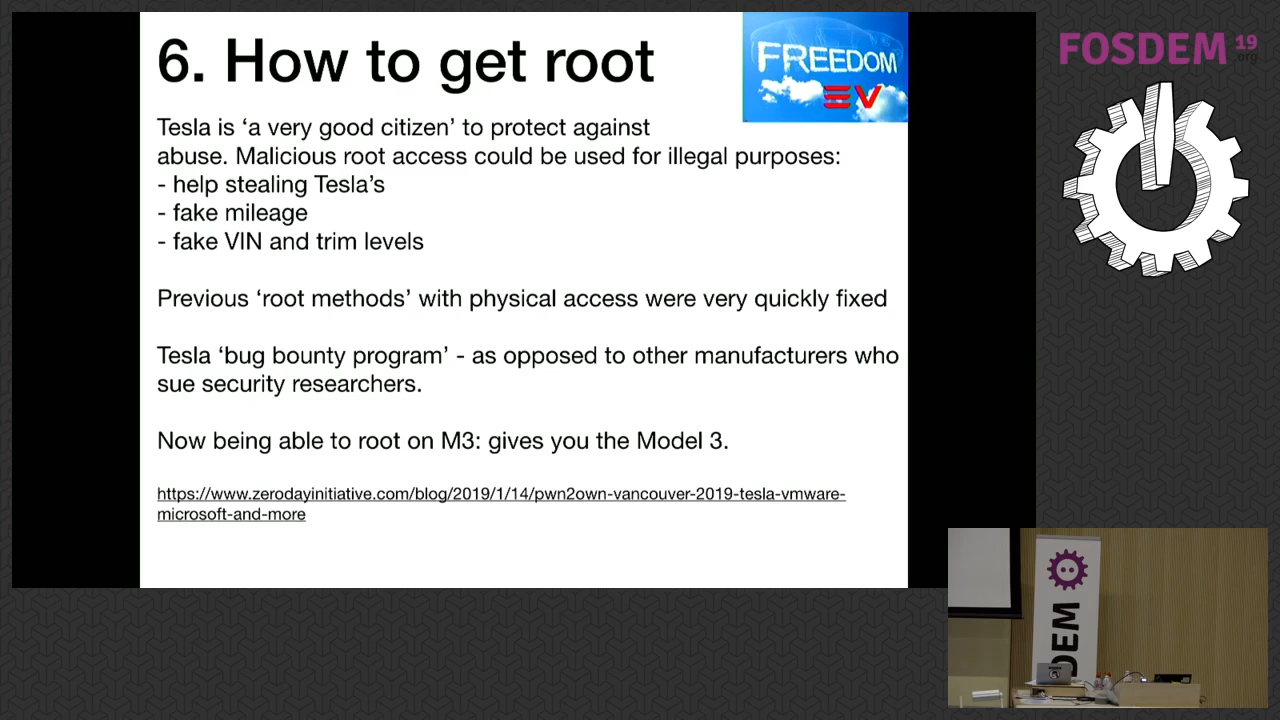 6. How to get root
FREEDOM
EV
Tesla is ‘a very good citizen’ to protect against
abuse. Malicious root access could be used for illegal purposes:
- help stealing Tesla’s
- fake mileage
- fake VIN and trim levels
Previous ‘root methods’ with physical access were very quickly fixed
Tesla ‘bug bounty program’ - as opposed to other manufacturers who
sue security researchers.
Now being able to root on M3: gives you the Model 3.
https://www.zerodayinitiative.com/blog/2019/1/14/pwn2own-vancouver-2019-tesla-vmware-
microsoft-and-more
FOSDEM 19
.org
DEM